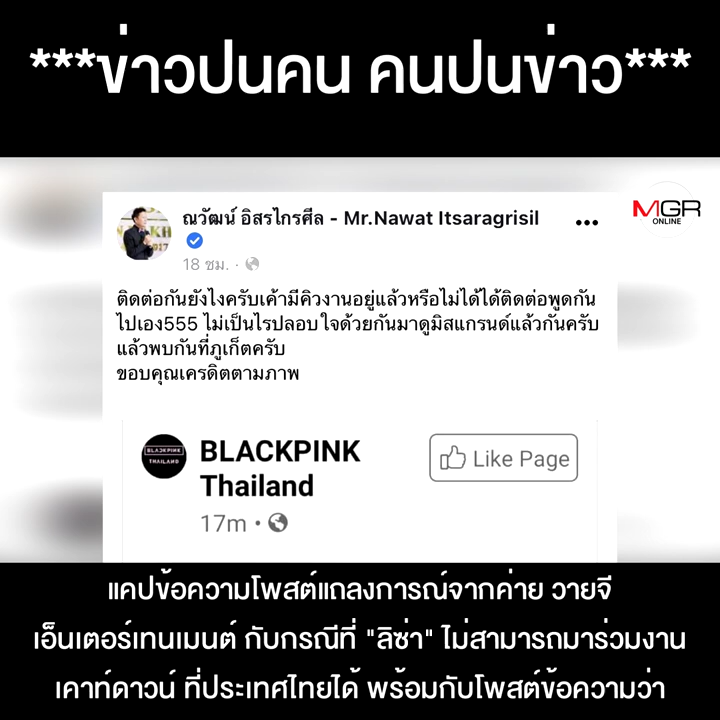 ***ข่าวปนคน คนปนข่าว***
MGR
ONLINE
ณวัฒน์ อิสรไกรศีล - Mr.Nawat Itsaragrisil
18 ชม. ·
ติดต่อกันยังไงครับเค้ามีคิวงานอยู่แล้วหรือไม่ได้ได้ติดต่อพูดกัน
ไปเอง555 ไม่เป็นไรปลอบใจด้วยกันมาดูมิสแกรนด์แล้วกันครับ
แล้วพบกันที่ภูเก็ตครับ
ขอบคุณเครดิตตามภาพ
BLACKPINK
THAILAND
BLACKPINK
Thailand
Like Page
17m ·
แคปข้อความโพสต์แถลงการณ์จากค่าย วายจี
เอ็นเตอร์เทนเมนต์ กับกรณีที่ "ลิซ่า" ไม่สามารถมาร่วมงาน
เคาท์ดาวน์ ที่ประเทศไทยได้ พร้อมกับโพสต์ข้อความว่า